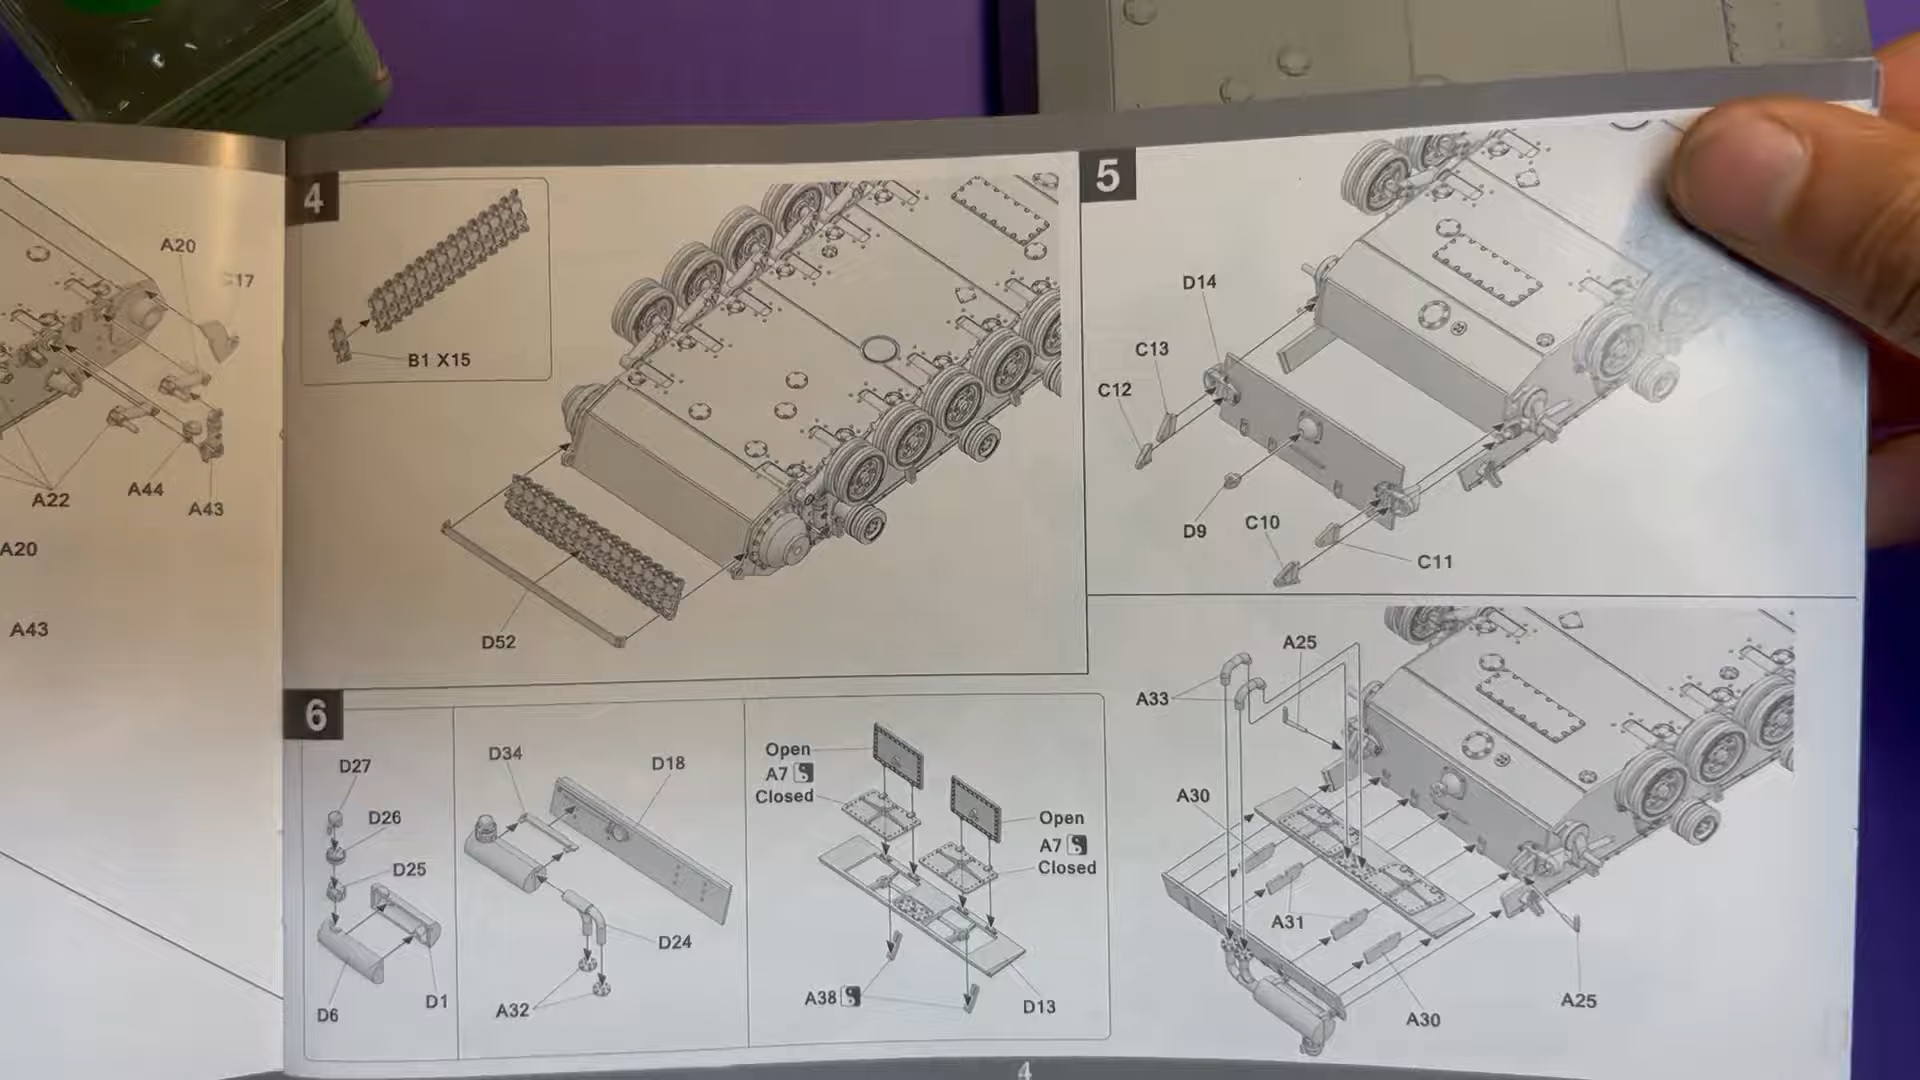 A20
A22
A44
A43
A20
A43
4
B1 X15
D52
5
D14
C13
C12
D9
C10
C11
6
D27
D26
D25
D6
D1
D34
D18
D24
A32
Open
A7
Closed
Open
A7
Closed
A38
D13
A25
A33
A30
A31
A30
A25
4